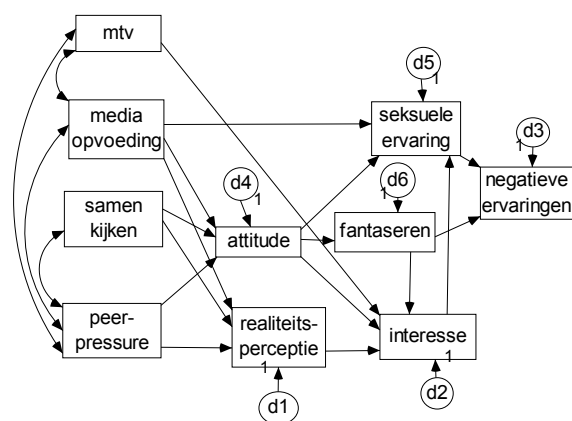 mtv
media
opvoeding
samen
kijken
peer-
pressure
d4
1
attitude
realiteits-
perceptie
1
d1
d5
1
seksuele
ervaring
d6
1
fantaseren
interesse
1
d2
d3
1
negatieve
ervaringen